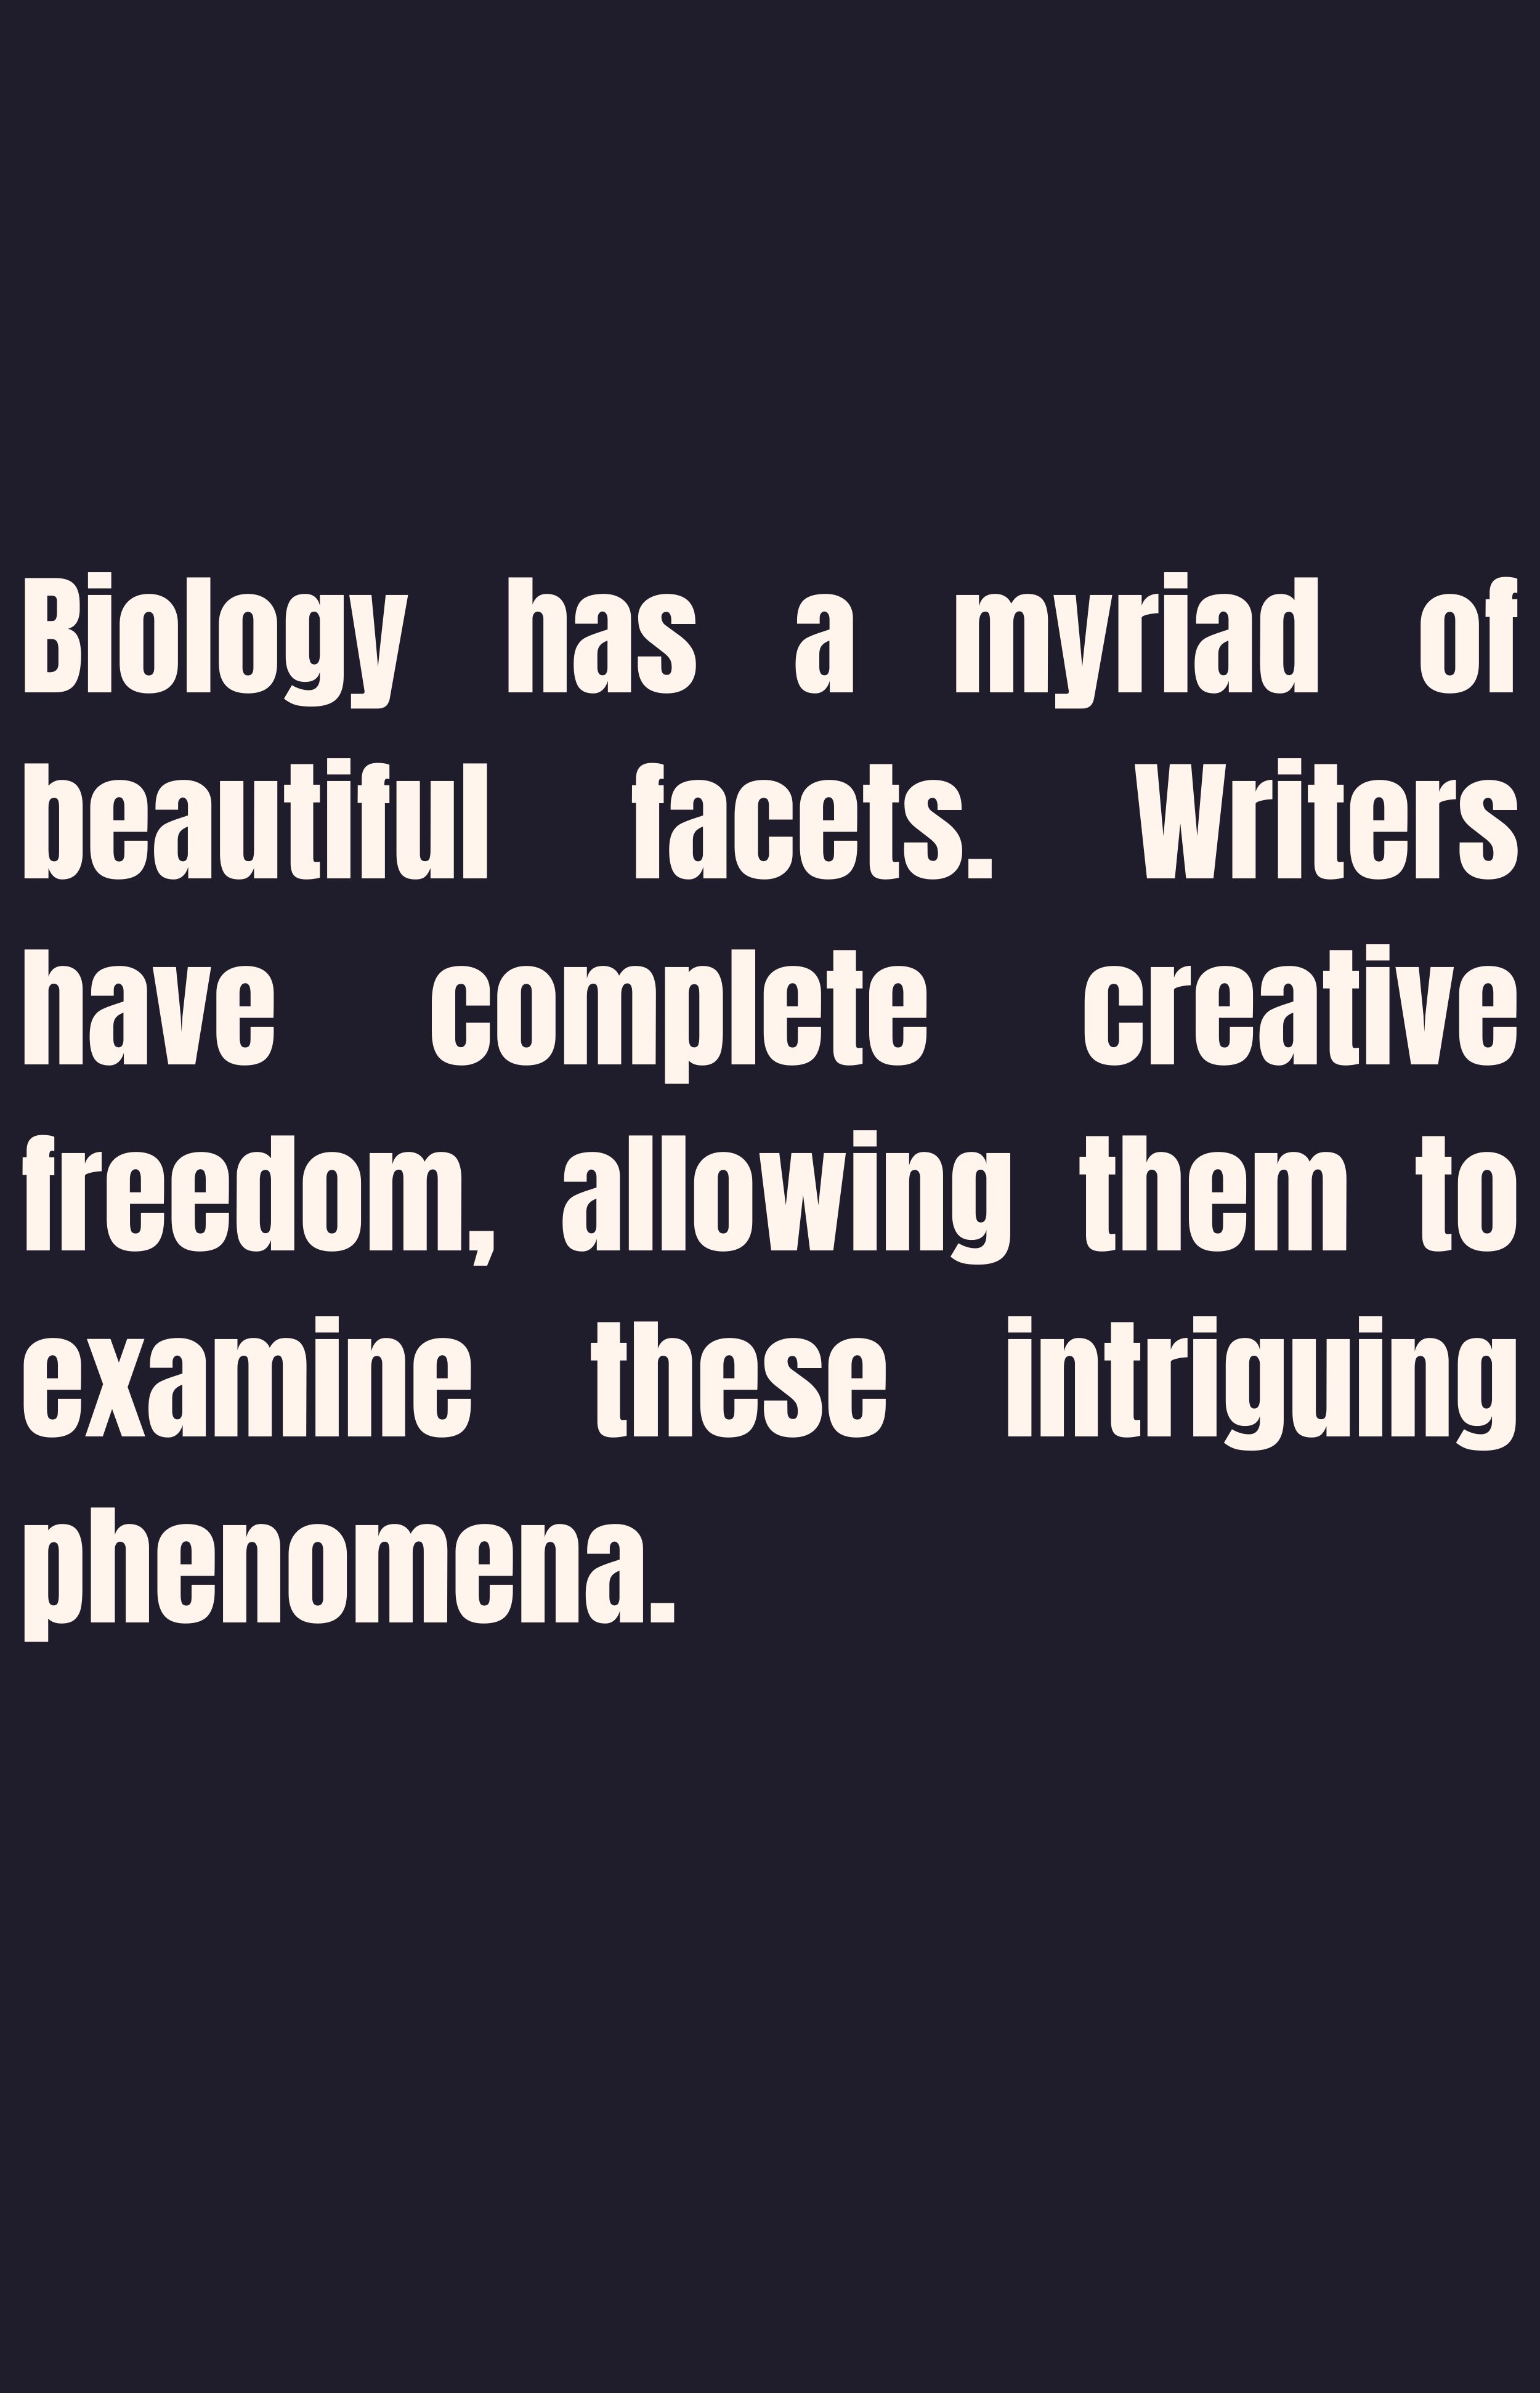 Biology has a myriad of
beautiful facets. Writers
have complete creative
freedom, allowing them to
examine these intriguing
phenomena.